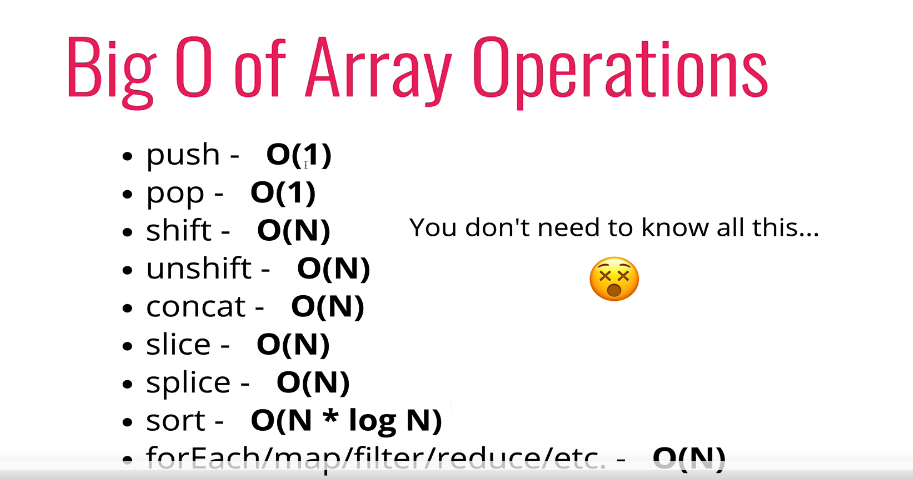 Big O of Array Operations
• push - O(1)
• pop - O(1)
• shift - O(N)
You don't need to know all this...
• unshift - O(N)
• concat - O(N)
• slice - O(N)
• splice - O(N)
• sort - O(N * log N)
• forEach/map/filter/reduce/etc. - O(N)